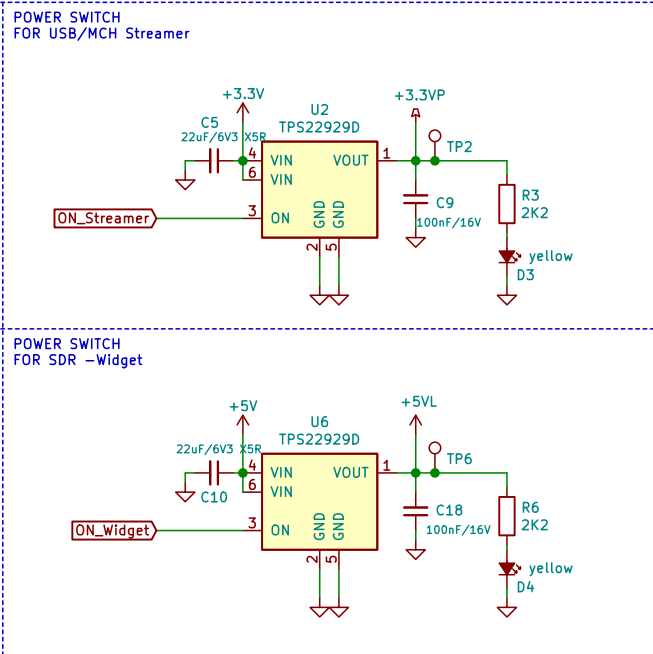 POWER SWITCH
FOR USB/MCH Streamer
+3.3V
U2
TPS22929D
+3.3VP
C5
22uF/6V3 X5R
TP2
4 VIN VOUT 1
6 VIN
GND GND
3 ON
ON_Streamer
2 5
C9
100nF/16V
R3
2K2
yellow
D3
POWER SWITCH
FOR SDR -Widget
+5V
U6
TPS22929D
+5VL
22uF/6V3 X5R
C10
TP6
4 VIN VOUT 1
6 VIN
GND GND
3 ON
ON_Widget
2 5
C18
100nF/16V
R6
2K2
yellow
D4